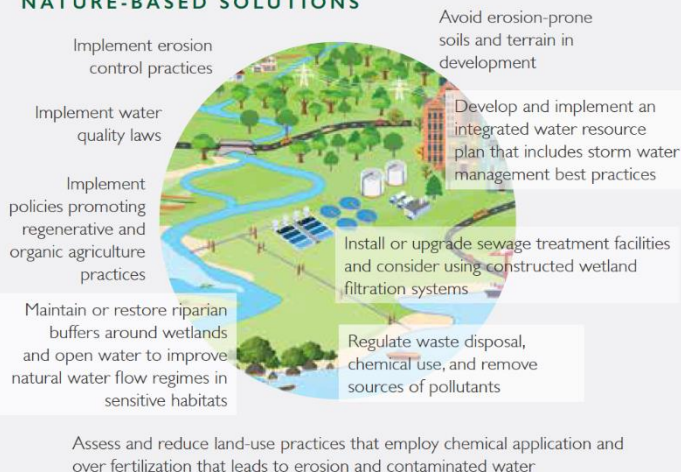 NATURE-BASED SOLUTIONS
Implement erosion
control practices
Implement water
quality laws
Implement
policies promoting
regenerative and
organic agriculture
practices
Maintain or restore riparian
buffers around wetlands
and open water to improve
natural water flow regimes in
sensitive habitats
Avoid erosion-prone
soils and terrain in
development
Develop and implement an
integrated water resource
plan that includes storm water
management best practices
Install or upgrade sewage treatment facilities
and consider using constructed wetland
filtration systems
Regulate waste disposal,
chemical use, and remove
sources of pollutants
Assess and reduce land-use practices that employ chemical application and
over fertilization that leads to erosion and contaminated water